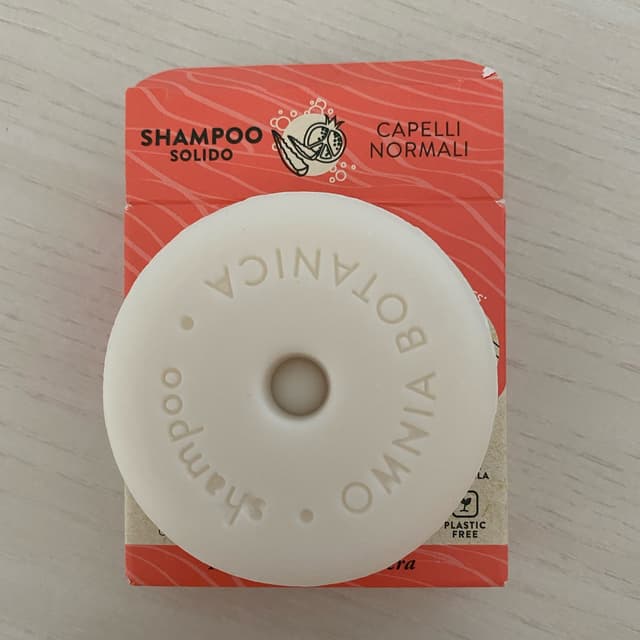 SHAMPOO
SOLIDO
CAPELLI
NORMALI
OMNIA BOTANICA
shampoo
PLASTIC
FREE